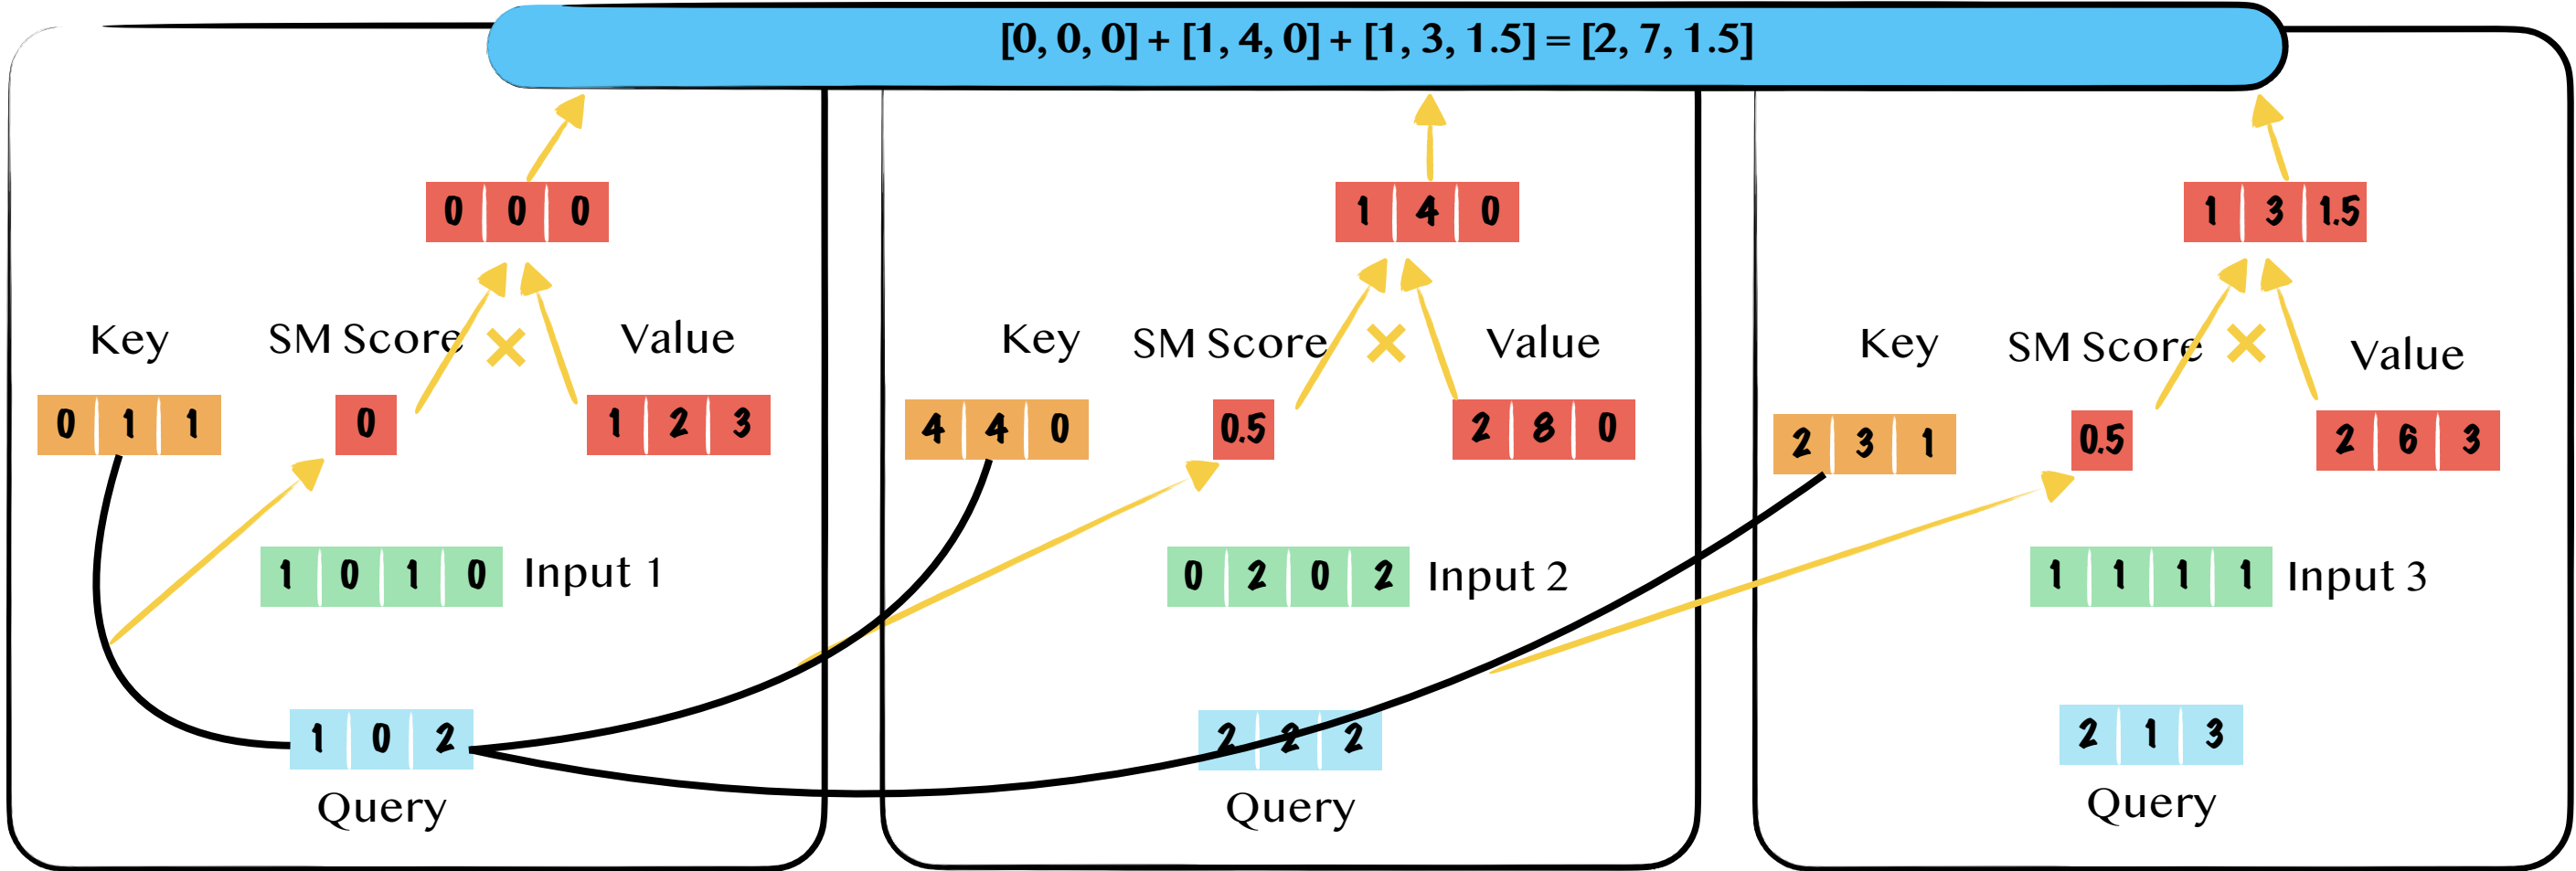 [0, 0, 0] + [1, 4, 0] + [1, 3, 1.5] = [2, 7, 1.5]
0 0 0
Key SM Score × Value
0 1 1 0 1 2 3
1 0 1 0 Input 1
1 0 2
Query
1 4 0
Key SM Score × Value
4 4 0 0.5 2 8 0
0 2 0 2 Input 2
2 2 2
Query
1 3 1.5
Key SM Score × Value
2 3 1 0.5 2 6 3
1 1 1 1 Input 3
2 1 3
Query